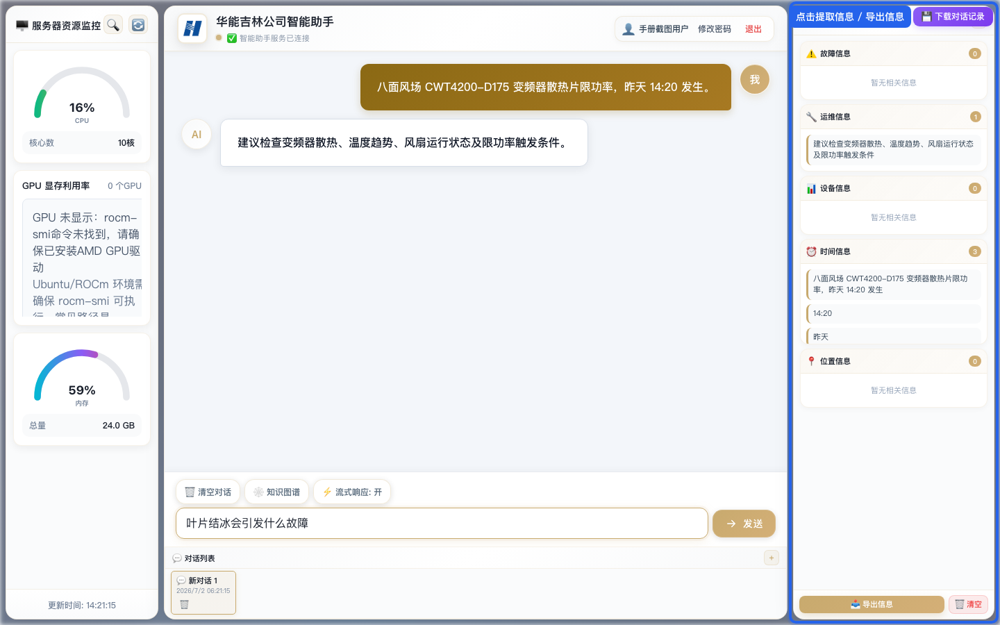 服务器资源监控
16%
CPU
核心数 10核
GPU 显存利用率 0 个GPU
GPU 未显示：rocm-
smi命令未找到，请确
保已安装AMD GPU驱
动
Ubuntu/ROCm 环境需
确保 rocm-smi 可执
59%
内存
总量 24.0 GB
更新时间: 14:21:15
华能吉林公司智能助手
智能助手服务已连接
手册截图用户 修改密码 退出
八面风场 CWT4200-D175 变频器散热片限功率，昨天 14:20 发生。
我
AI
建议检查变频器散热、温度趋势、风扇运行状态及限功率触发条件。
清空对话 知识图谱 流式响应: 开
叶片结冰会引发什么故障
→ 发送
对话列表 +
新对话 1
2026/7/2 06:21:15
点击提取信息 / 导出信息 下载对话记录
故障信息 0
暂无相关信息
运维信息 1
建议检查变频器散热、温度趋势、风扇运行状态
及限功率触发条件
设备信息 0
暂无相关信息
时间信息 3
八面风场 CWT4200-D175 变频器散热片限功
率，昨天 14:20 发生
14:20
昨天
位置信息 0
暂无相关信息
导出信息 清空